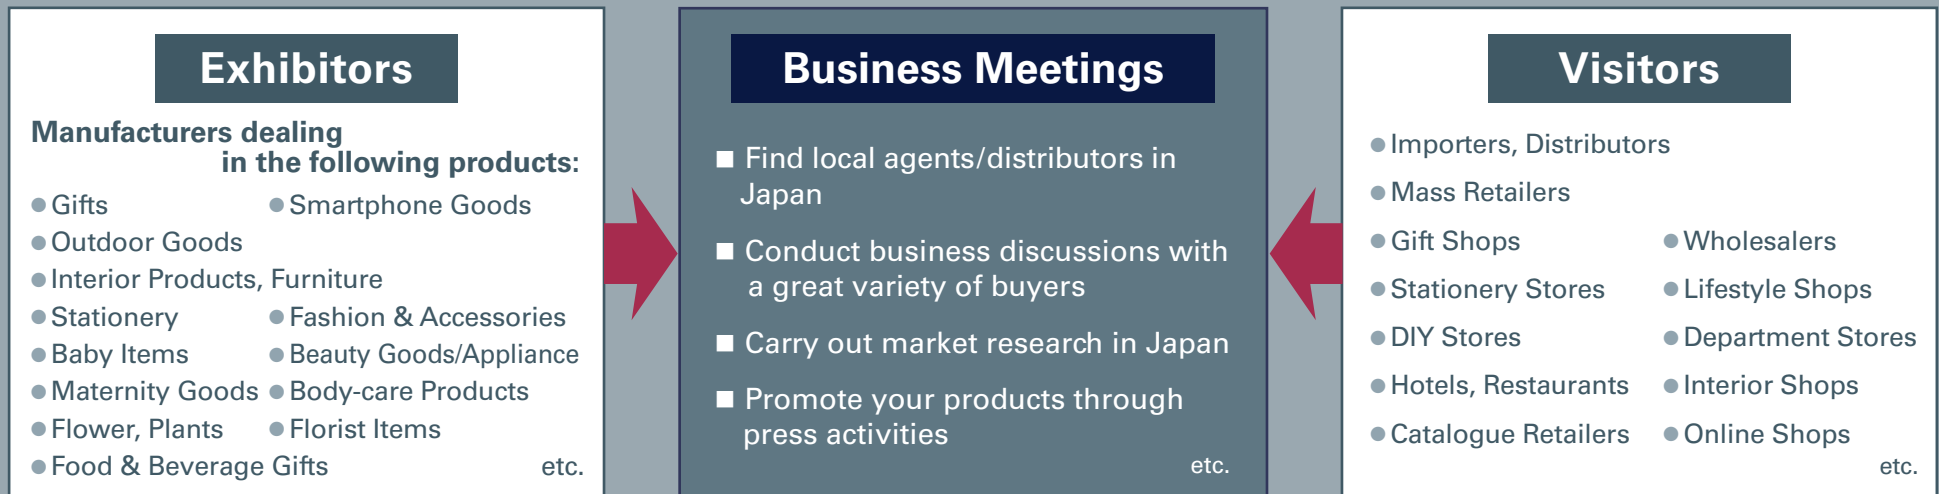 Exhibitors
Manufacturers dealing
in the following products:
● Gifts ● Smartphone Goods
● Outdoor Goods
● Interior Products, Furniture
● Stationery ● Fashion & Accessories
● Baby Items ● Beauty Goods/Appliance
● Maternity Goods ● Body-care Products
● Flower, Plants ● Florist Items
● Food & Beverage Gifts etc.
Business Meetings
■ Find local agents/distributors in
Japan
■ Conduct business discussions with
a great variety of buyers
■ Carry out market research in Japan
■ Promote your products through
press activities
etc.
Visitors
● Importers, Distributors
● Mass Retailers
● Gift Shops ● Wholesalers
● Stationery Stores ● Lifestyle Shops
● DIY Stores ● Department Stores
● Hotels, Restaurants ● Interior Shops
● Catalogue Retailers ● Online Shops
etc.